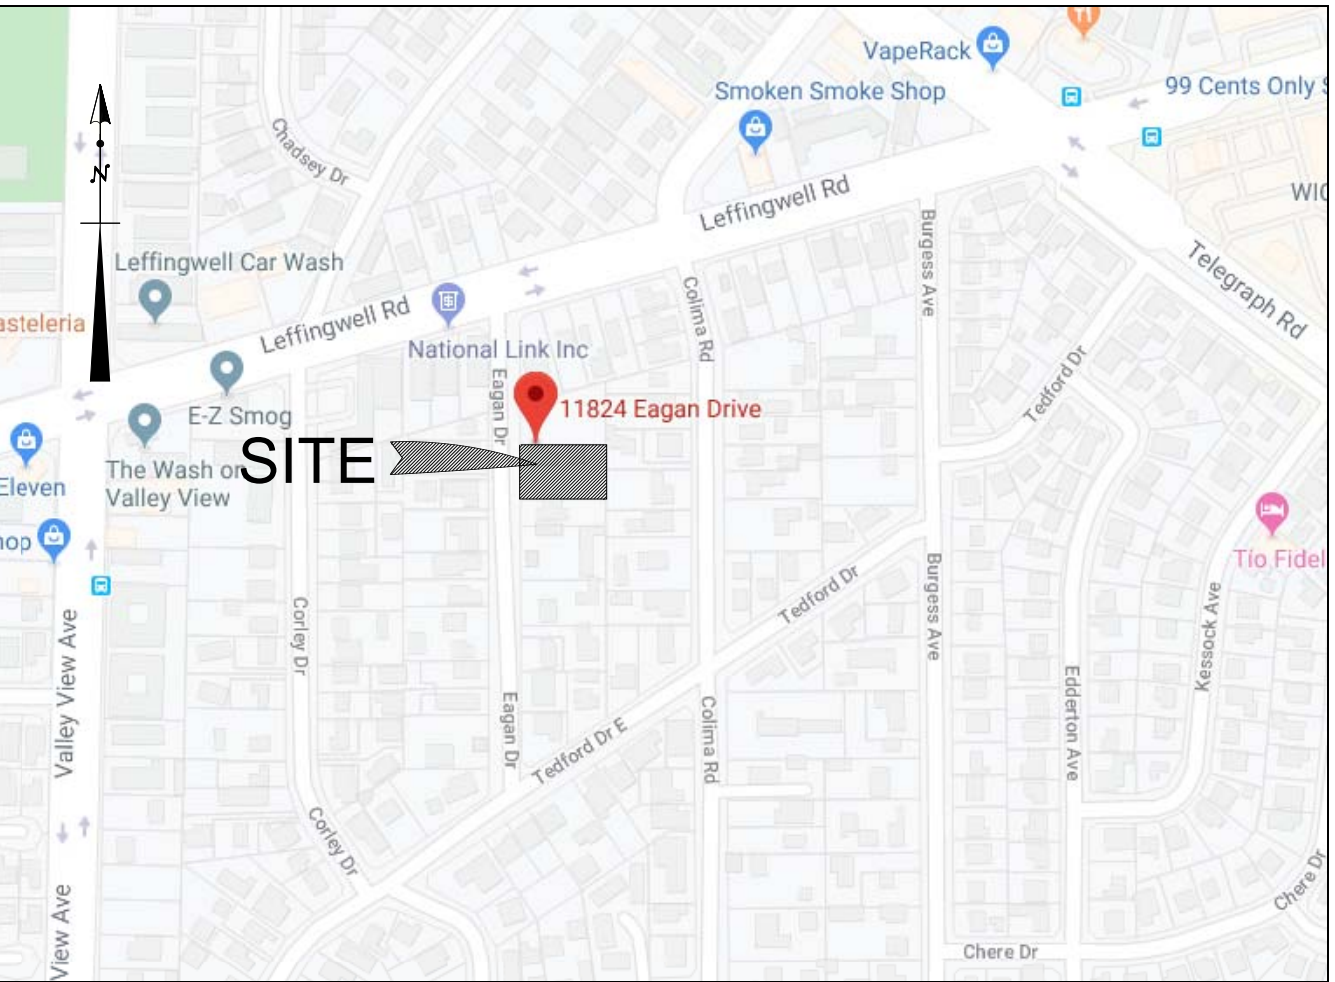 VapeRack
Smoken Smoke Shop
99 Cents Only S
Chadsey Dr
N
Leffingwell Rd
WIC
Burgess Ave
Telegraph Rd
Leffingwell Car Wash
Colima Rd
asteleria
Leffingwell Rd
National Link Inc
Tedford Dr
Eagan Dr
E-Z Smog
11824 Eagan Drive
SITE
The Wash on
Valley View
Eleven
hop
Tío Fidel
Tedford Dr
Burgess Ave
Kessock Ave
Corley Dr
Valley View Ave
Edderton Ave
Eagan Dr
Tedford Dr E
Colima Rd
Corley Dr
Chere Dr
View Ave
Chere Dr